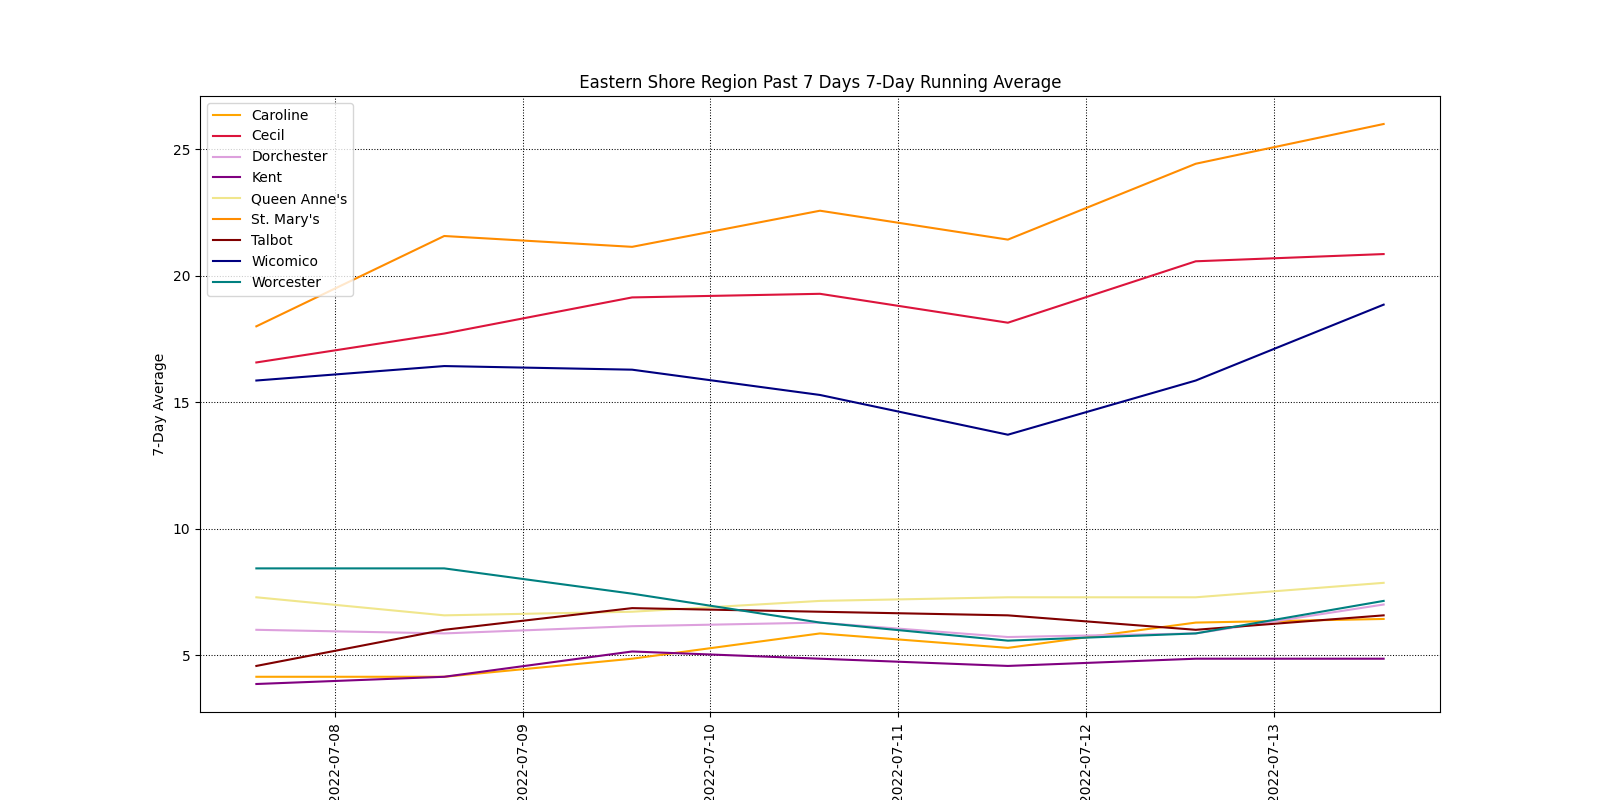 Eastern Shore Region Past 7 Days 7-Day Running Average
Caroline
Cecil
Dorchester
Kent
Queen Anne's
St. Mary's
Talbot
Wicomico
Worcester
25
20
15
10
5
7-Day Average
2022-07-08
2022-07-09
2022-07-10
2022-07-11
2022-07-12
2022-07-13